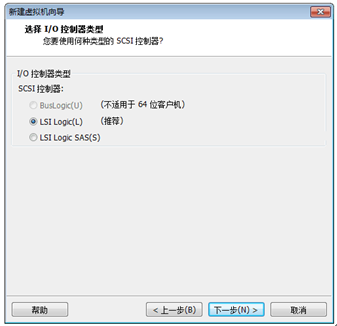 新建虚拟机向导
选择 I/O 控制器类型
您要使用何种类型的 SCSI 控制器?
I/O 控制器类型
SCSI 控制器:
BusLogic(U) (不适用于 64 位客户机)
LSI Logic(L) (推荐)
LSI Logic SAS(S)
帮助 < 上一步(B) 下一步(N) > 取消